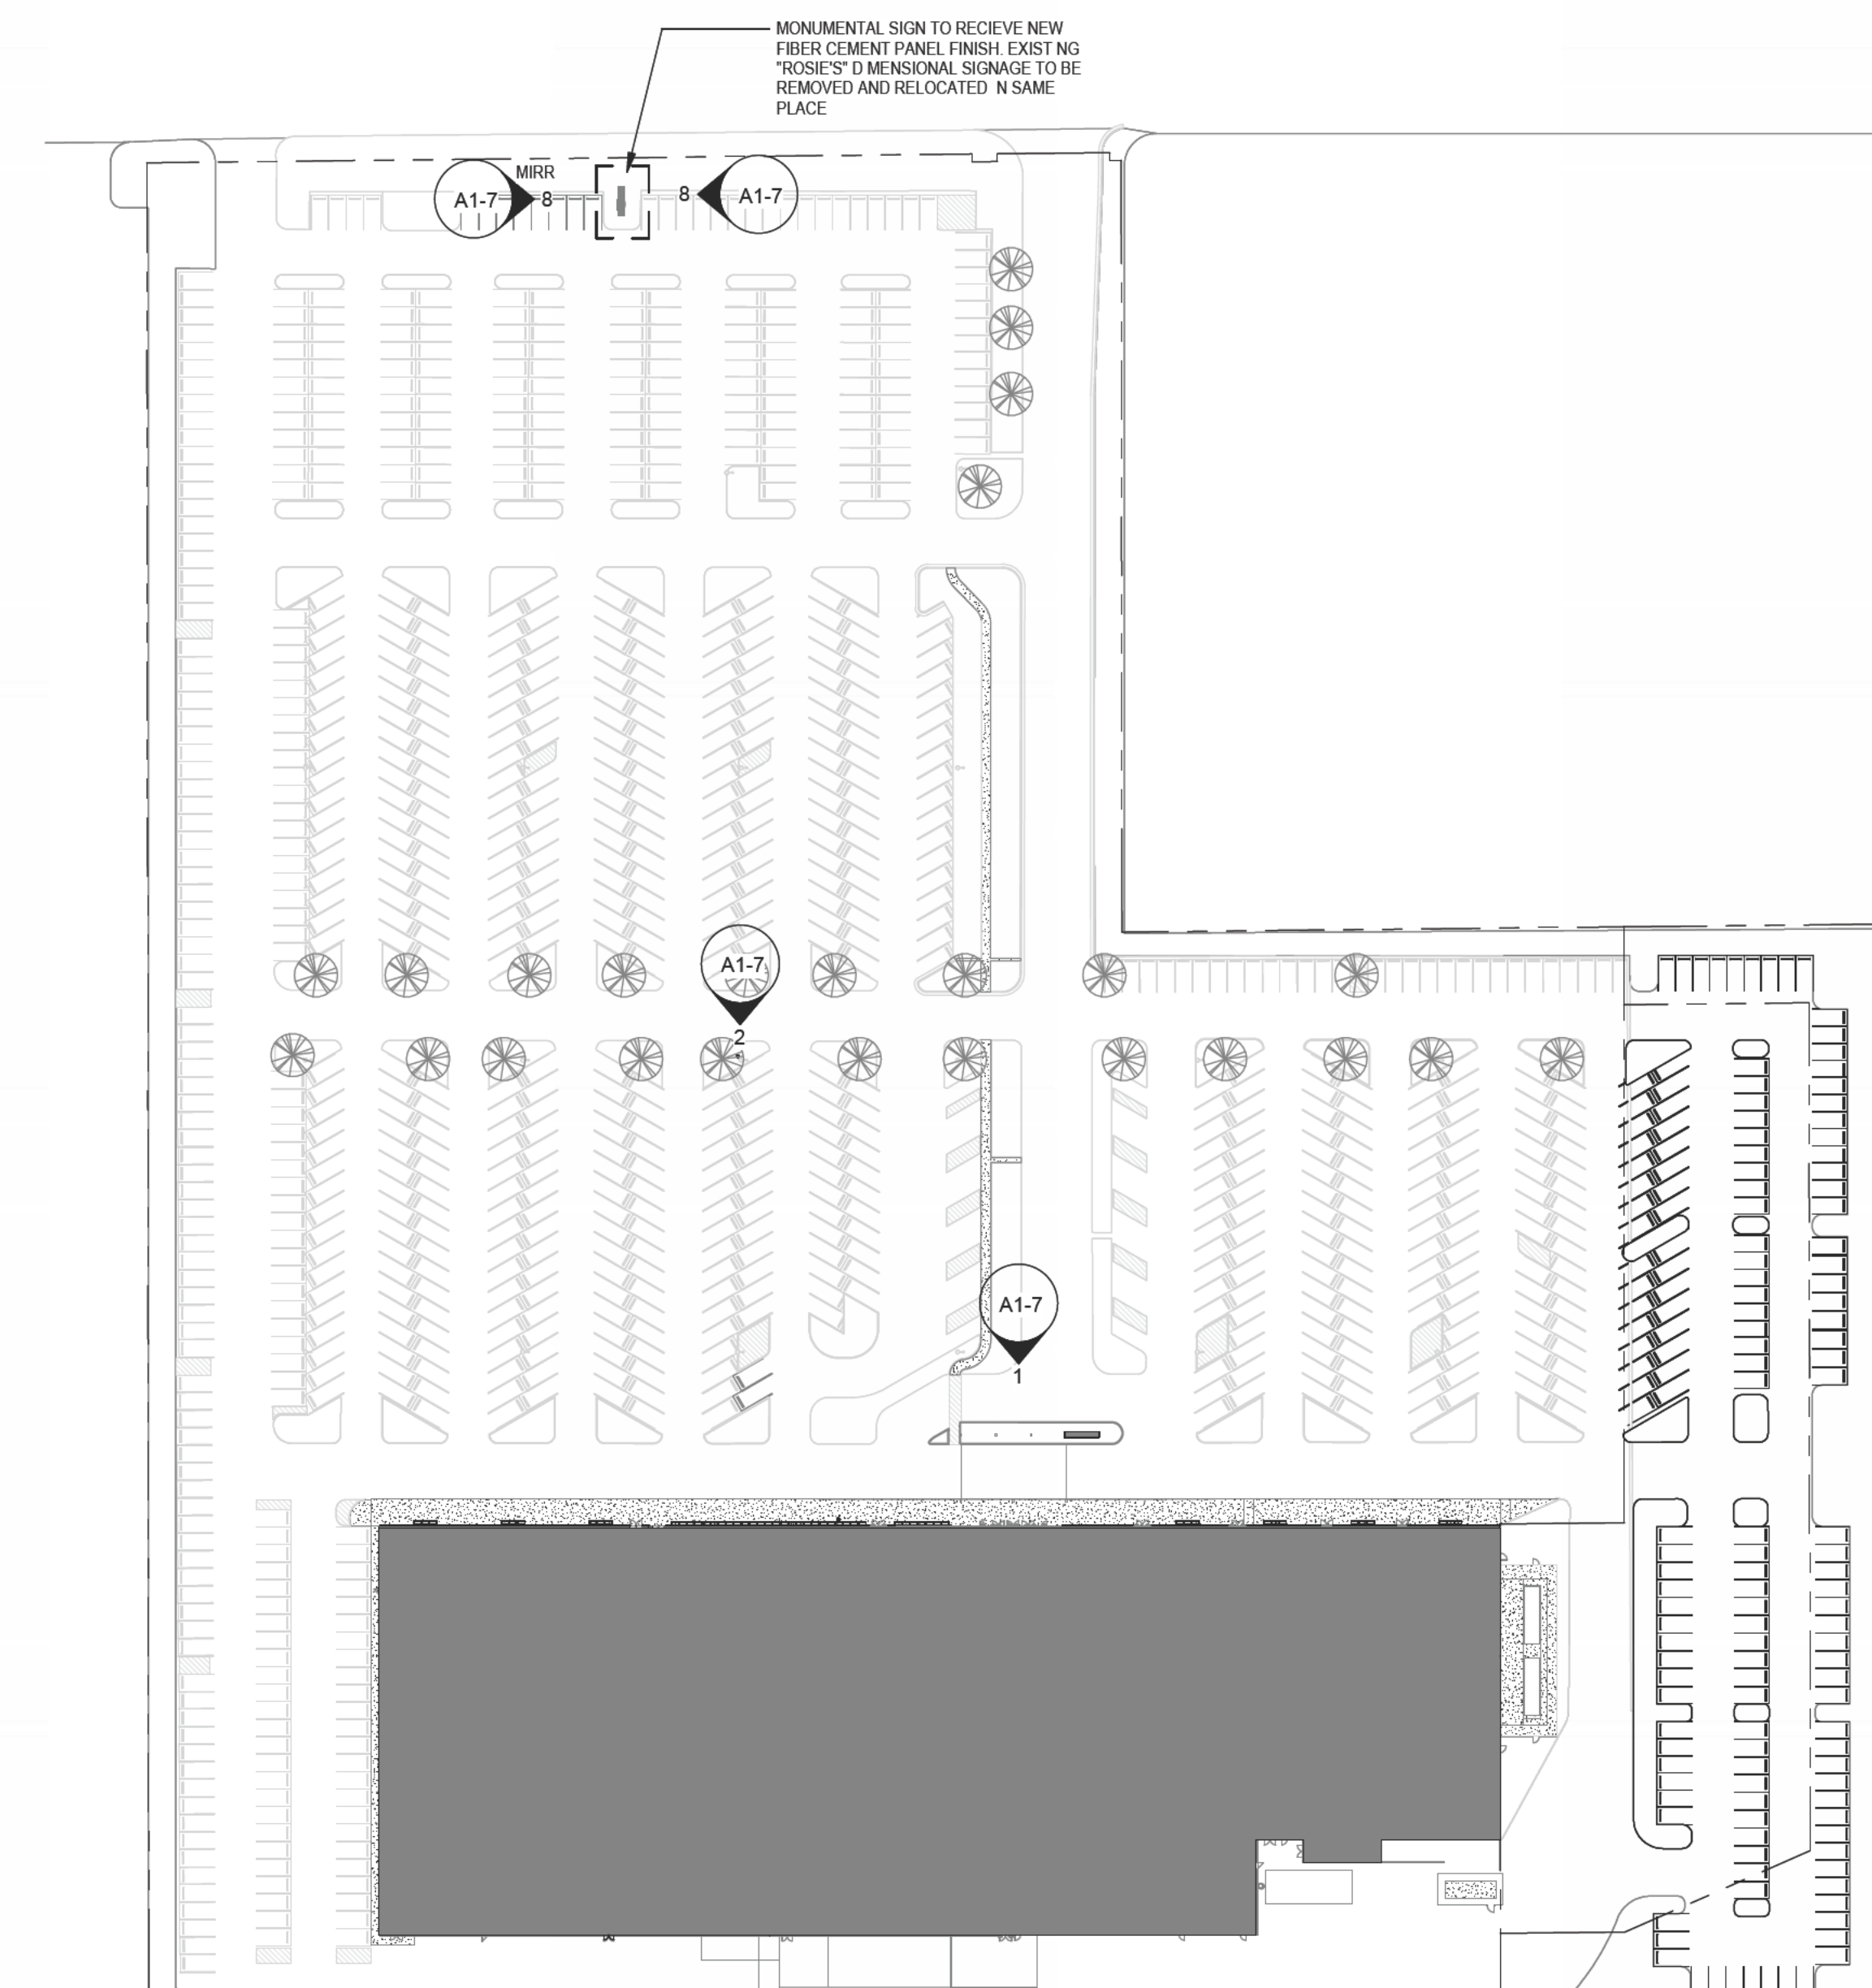 MONUMENTAL SIGN TO RECIEVE NEW
FIBER CEMENT PANEL FINISH. EXIST NG
"ROSIE'S" D MENSIONAL SIGNAGE TO BE
REMOVED AND RELOCATED  N SAME
PLACE
MIRR
A1-7
8
8
A1-7
A1-7
2
A1-7
1